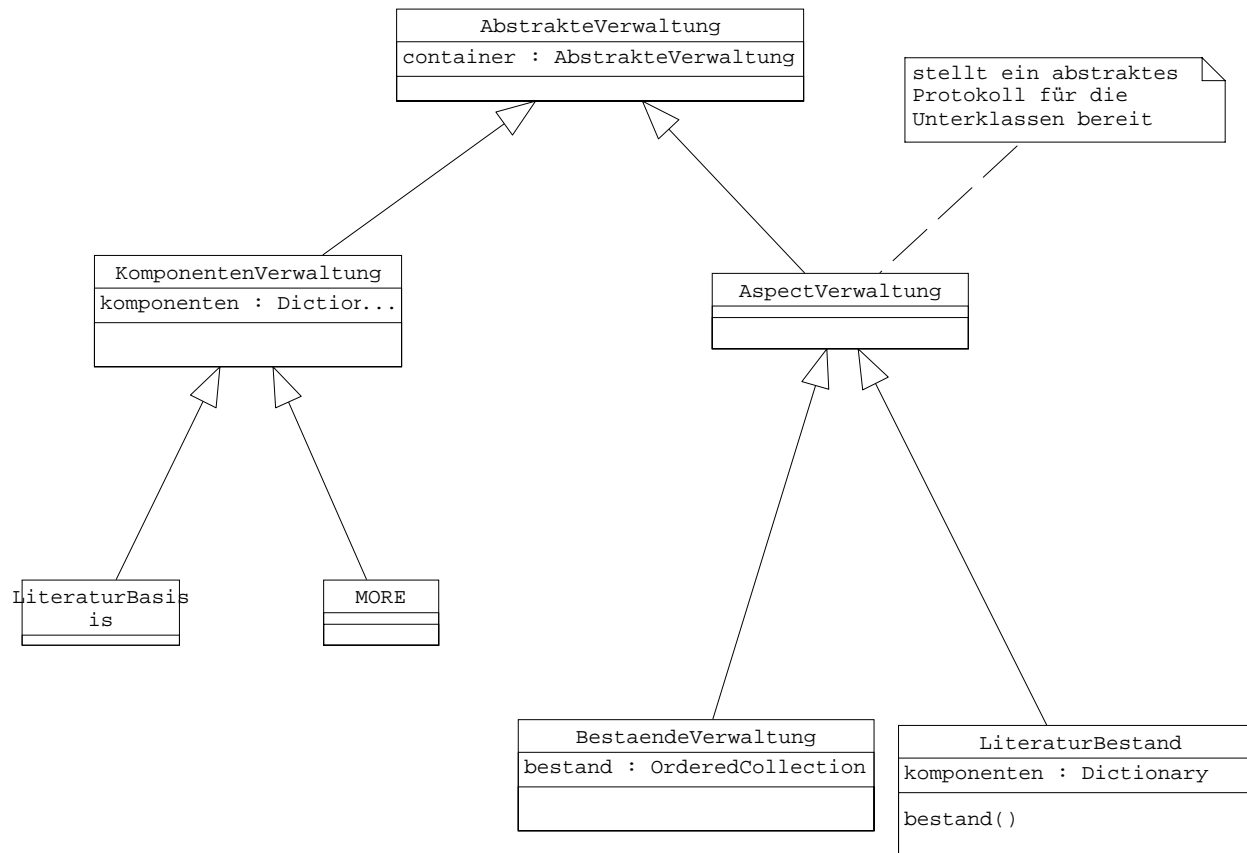 AbstrakteVerwaltung
container : AbstrakteVerwaltung
stellt ein abstraktes
Protokoll für die
Unterklassen bereit
KomponentenVerwaltung
komponenten : Diction...
AspectVerwaltung
LiteraturBasis
is
MORE
BestaendeVerwaltung
bestand : OrderedCollection
LiteraturBestand
komponenten : Dictionary
bestand()